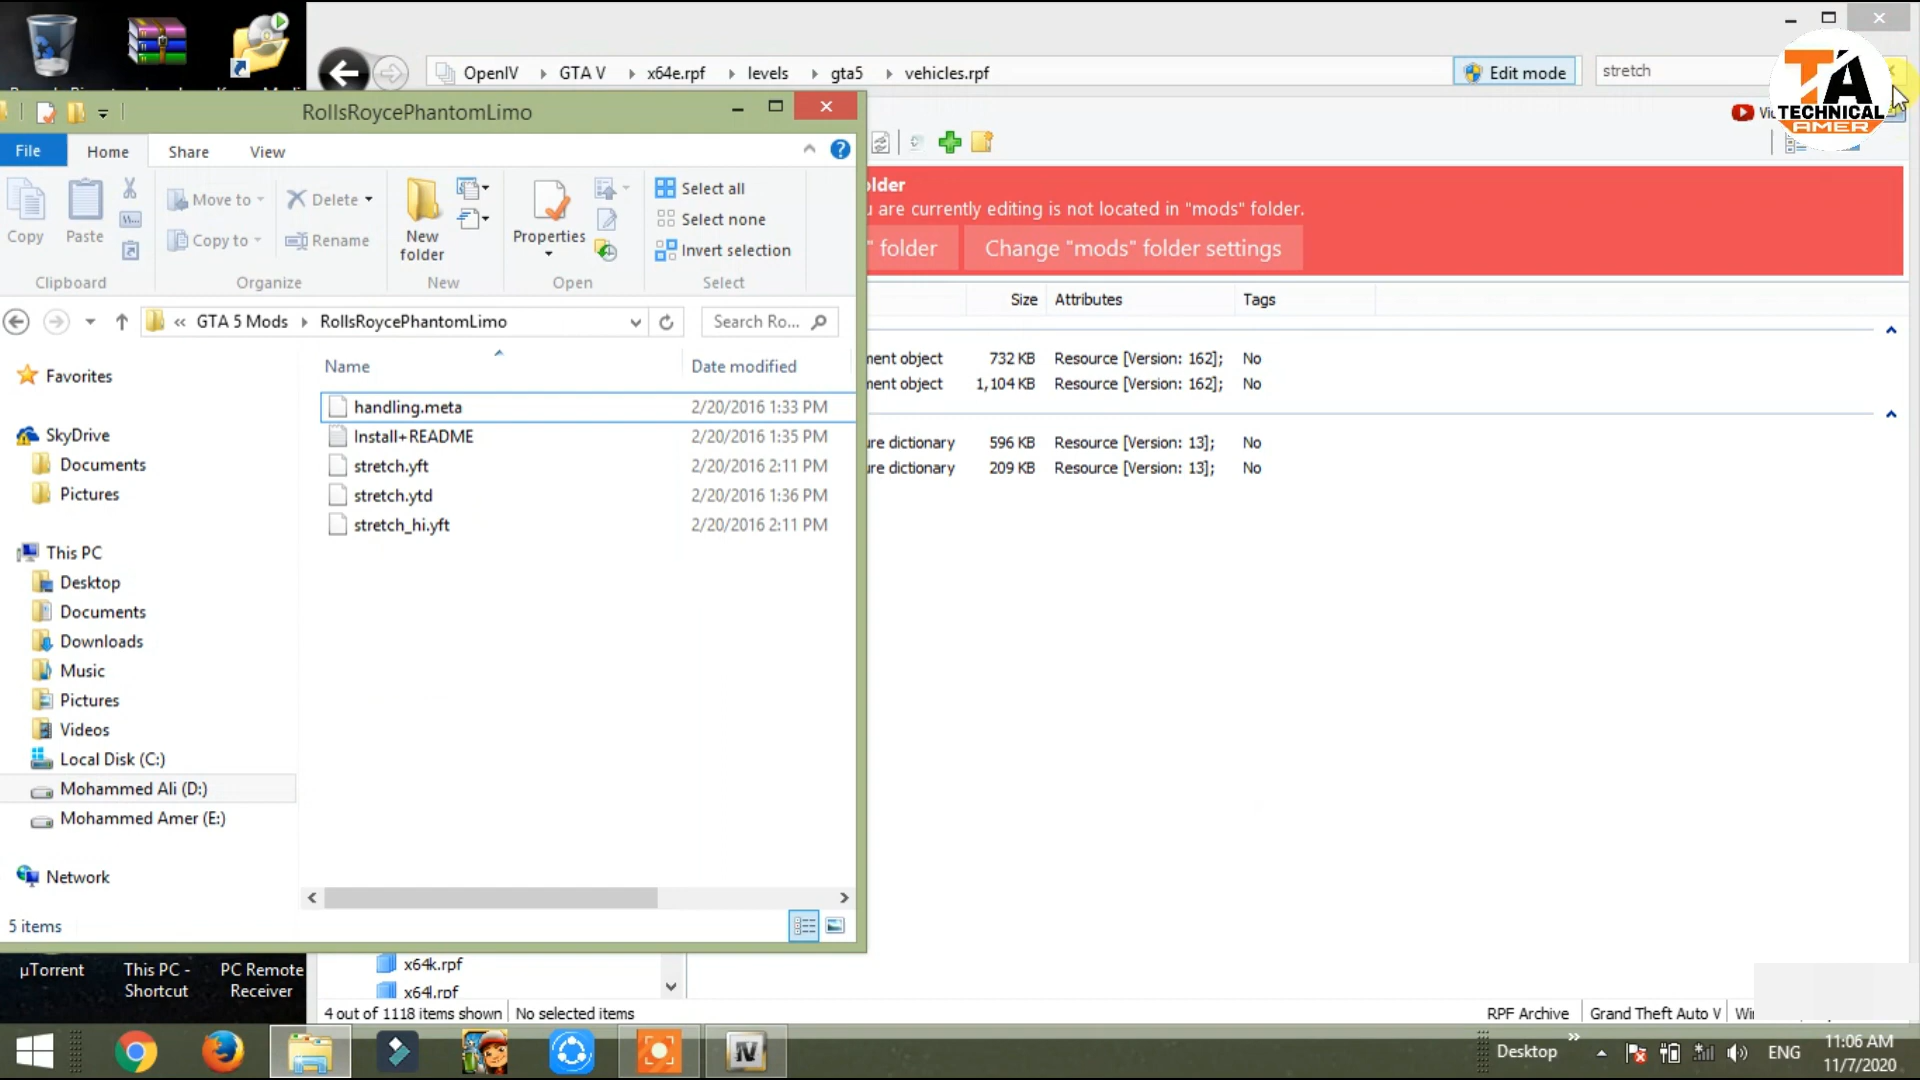 OpenIV GTA V x64e.rpf levels gta5 vehicles.rpf
Edit mode
stretch
TA
TECHNICAL
AMER
RollsRoycePhantomLimo
File Home Share View
Copy
Paste
Move to
Copy to
Delete
Rename
New
folder
Properties
Select all
Select none
Invert selection
Clipboard Organize New Open Select
are currently editing is not located in "mods" folder.
" folder
Change "mods" folder settings
« GTA 5 Mods RollsRoycePhantomLimo
Search Ro...
Name Date modified
handling.meta 2/20/2016 1:33 PM
Install+README 2/20/2016 1:35 PM
stretch.yft 2/20/2016 2:11 PM
stretch.ytd 2/20/2016 1:36 PM
stretch_hi.yft 2/20/2016 2:11 PM
Size Attributes Tags
object 732 KB Resource [Version: 162]; No
object 1,104 KB Resource [Version: 162]; No
dictionary 596 KB Resource [Version: 13]; No
dictionary 209 KB Resource [Version: 13]; No
Favorites
SkyDrive
Documents
Pictures
This PC
Desktop
Documents
Downloads
Music
Pictures
Videos
Local Disk (C:)
Mohammed Ali (D:)
Mohammed Amer (E:)
Network
5 items
µTorrent
This PC -
Shortcut
PC Remote
Receiver
x64k.rpf
x64l.rpf
4 out of 1118 items shown No selected items
RPF Archive Grand Theft Auto V
Desktop
ENG
11:06 AM
11/7/2020